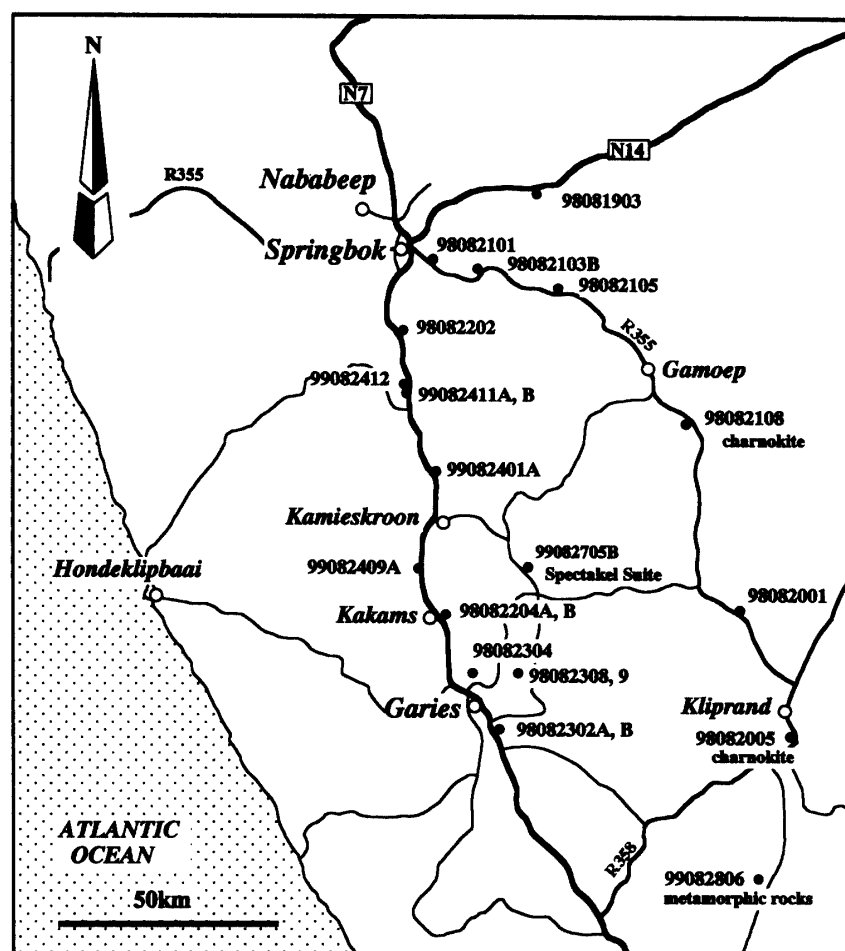 N
N7
N14
R355
Nababeep
98081903
Springbok
98082101
98082103B
98082105
98082202
R355
99082412
99082411A, B
Gamoep
98082108
charnokite
99082401A
Kamieskroon
Hondeklipbaai
99082409A
99082705B
Spectakel Suite
98082001
Kakams
98082204A, B
98082304
98082308, 9
Garies
98082302A, B
Kliprand
98082005
charnokite
ATLANTIC
OCEAN
R358
50km
99082806
metamorphic rocks